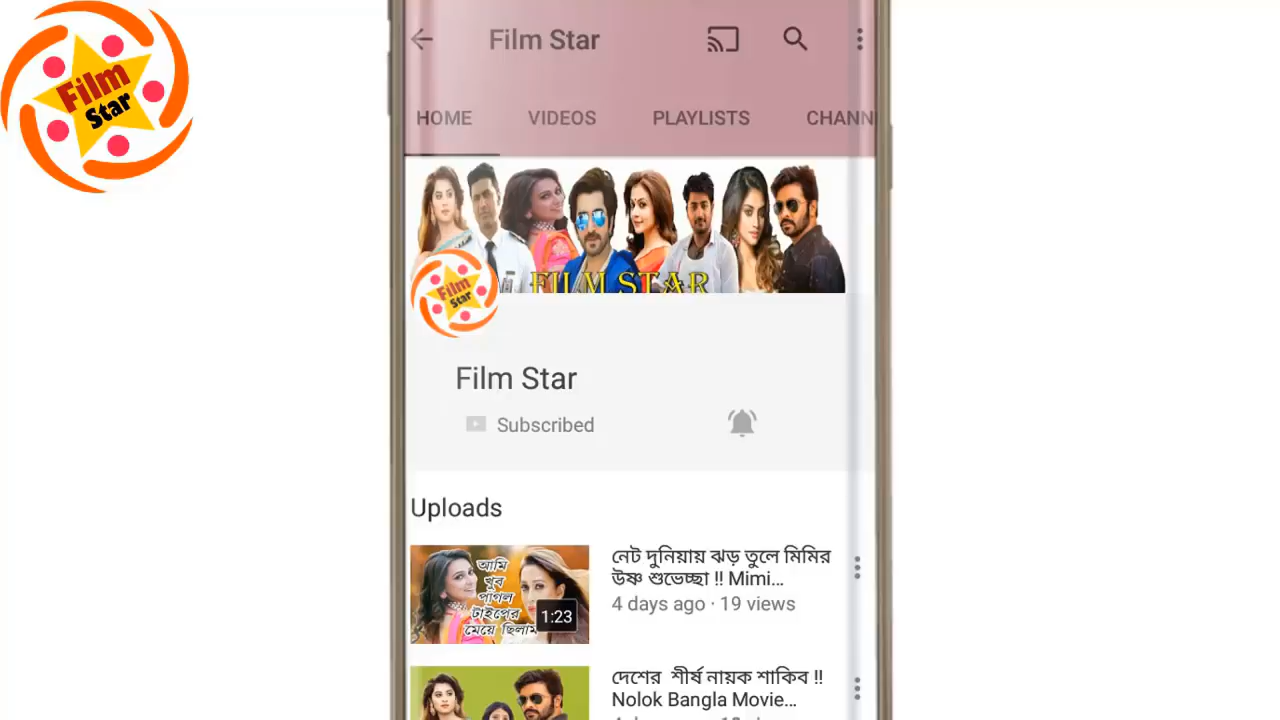 Film
Star
Film Star
HOME VIDEOS PLAYLISTS CHANN
FILM STAR
Film
Star
Film Star
Subscribed
Uploads
আমি
খুব
পাগল
টাইপের
মেয়ে ছিলাম
1:23
নেট দুনিয়ায় ঝড় তুলে মিমির
উষ্ণ শুভেচ্ছা !! Mimi...
4 days ago · 19 views
দেশের শীর্ষ নায়ক শাকিব !!
Nolok Bangla Movie...